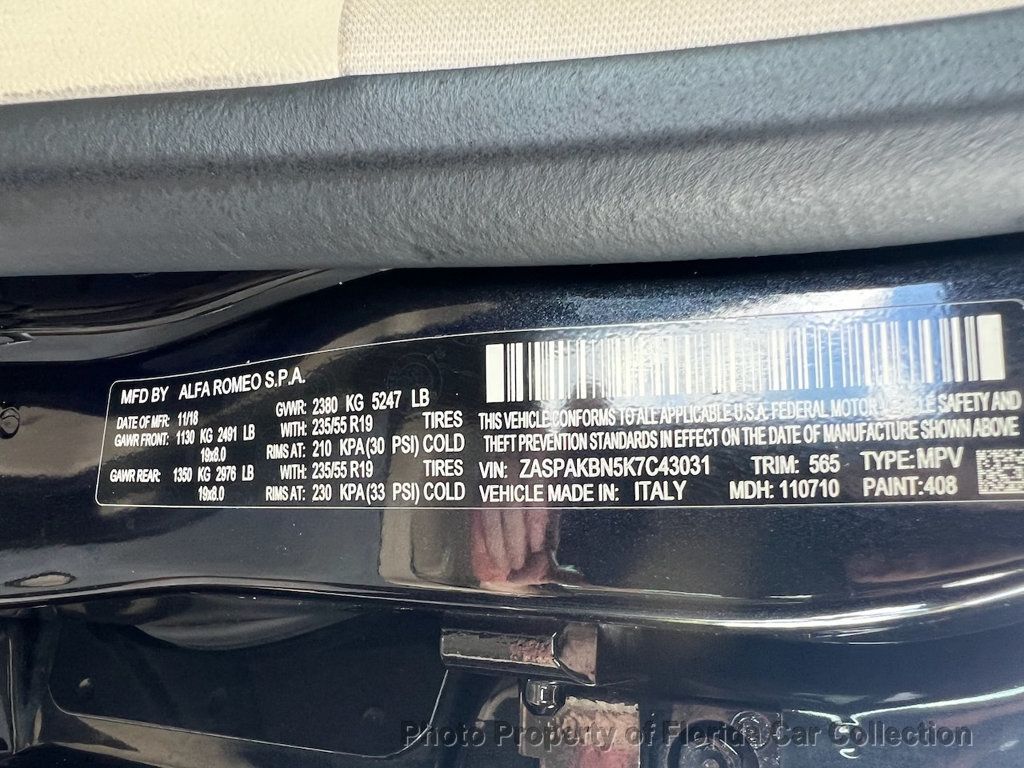 MFD BY ALFA ROMEO S.P.A.
DATE OF MFR: 11/18 GVWR: 2380 KG 5247 LB
GAWR FRONT: 1130 KG 2491 LB WITH: 235/55 R19 TIRES
19x8.0 RIMS AT: 210 KPA(30 PSI) COLD
GAWR REAR: 1350 KG 2976 LB WITH: 235/55 R19 TIRES
19x8.0 RIMS AT: 230 KPA(33 PSI) COLD
THIS VEHICLE CONFORMS TO ALL APPLICABLE U.S.A. FEDERAL MOTOR VEHICLE SAFETY AND
THEFT PREVENTION STANDARDS IN EFFECT ON THE DATE OF MANUFACTURE SHOWN ABOVE
VIN: ZASPAKBN5K7C43031 TRIM: 565 TYPE: MPV
VEHICLE MADE IN: ITALY MDH: 110710 PAINT: 408
Photo Property of Florida Car Collection